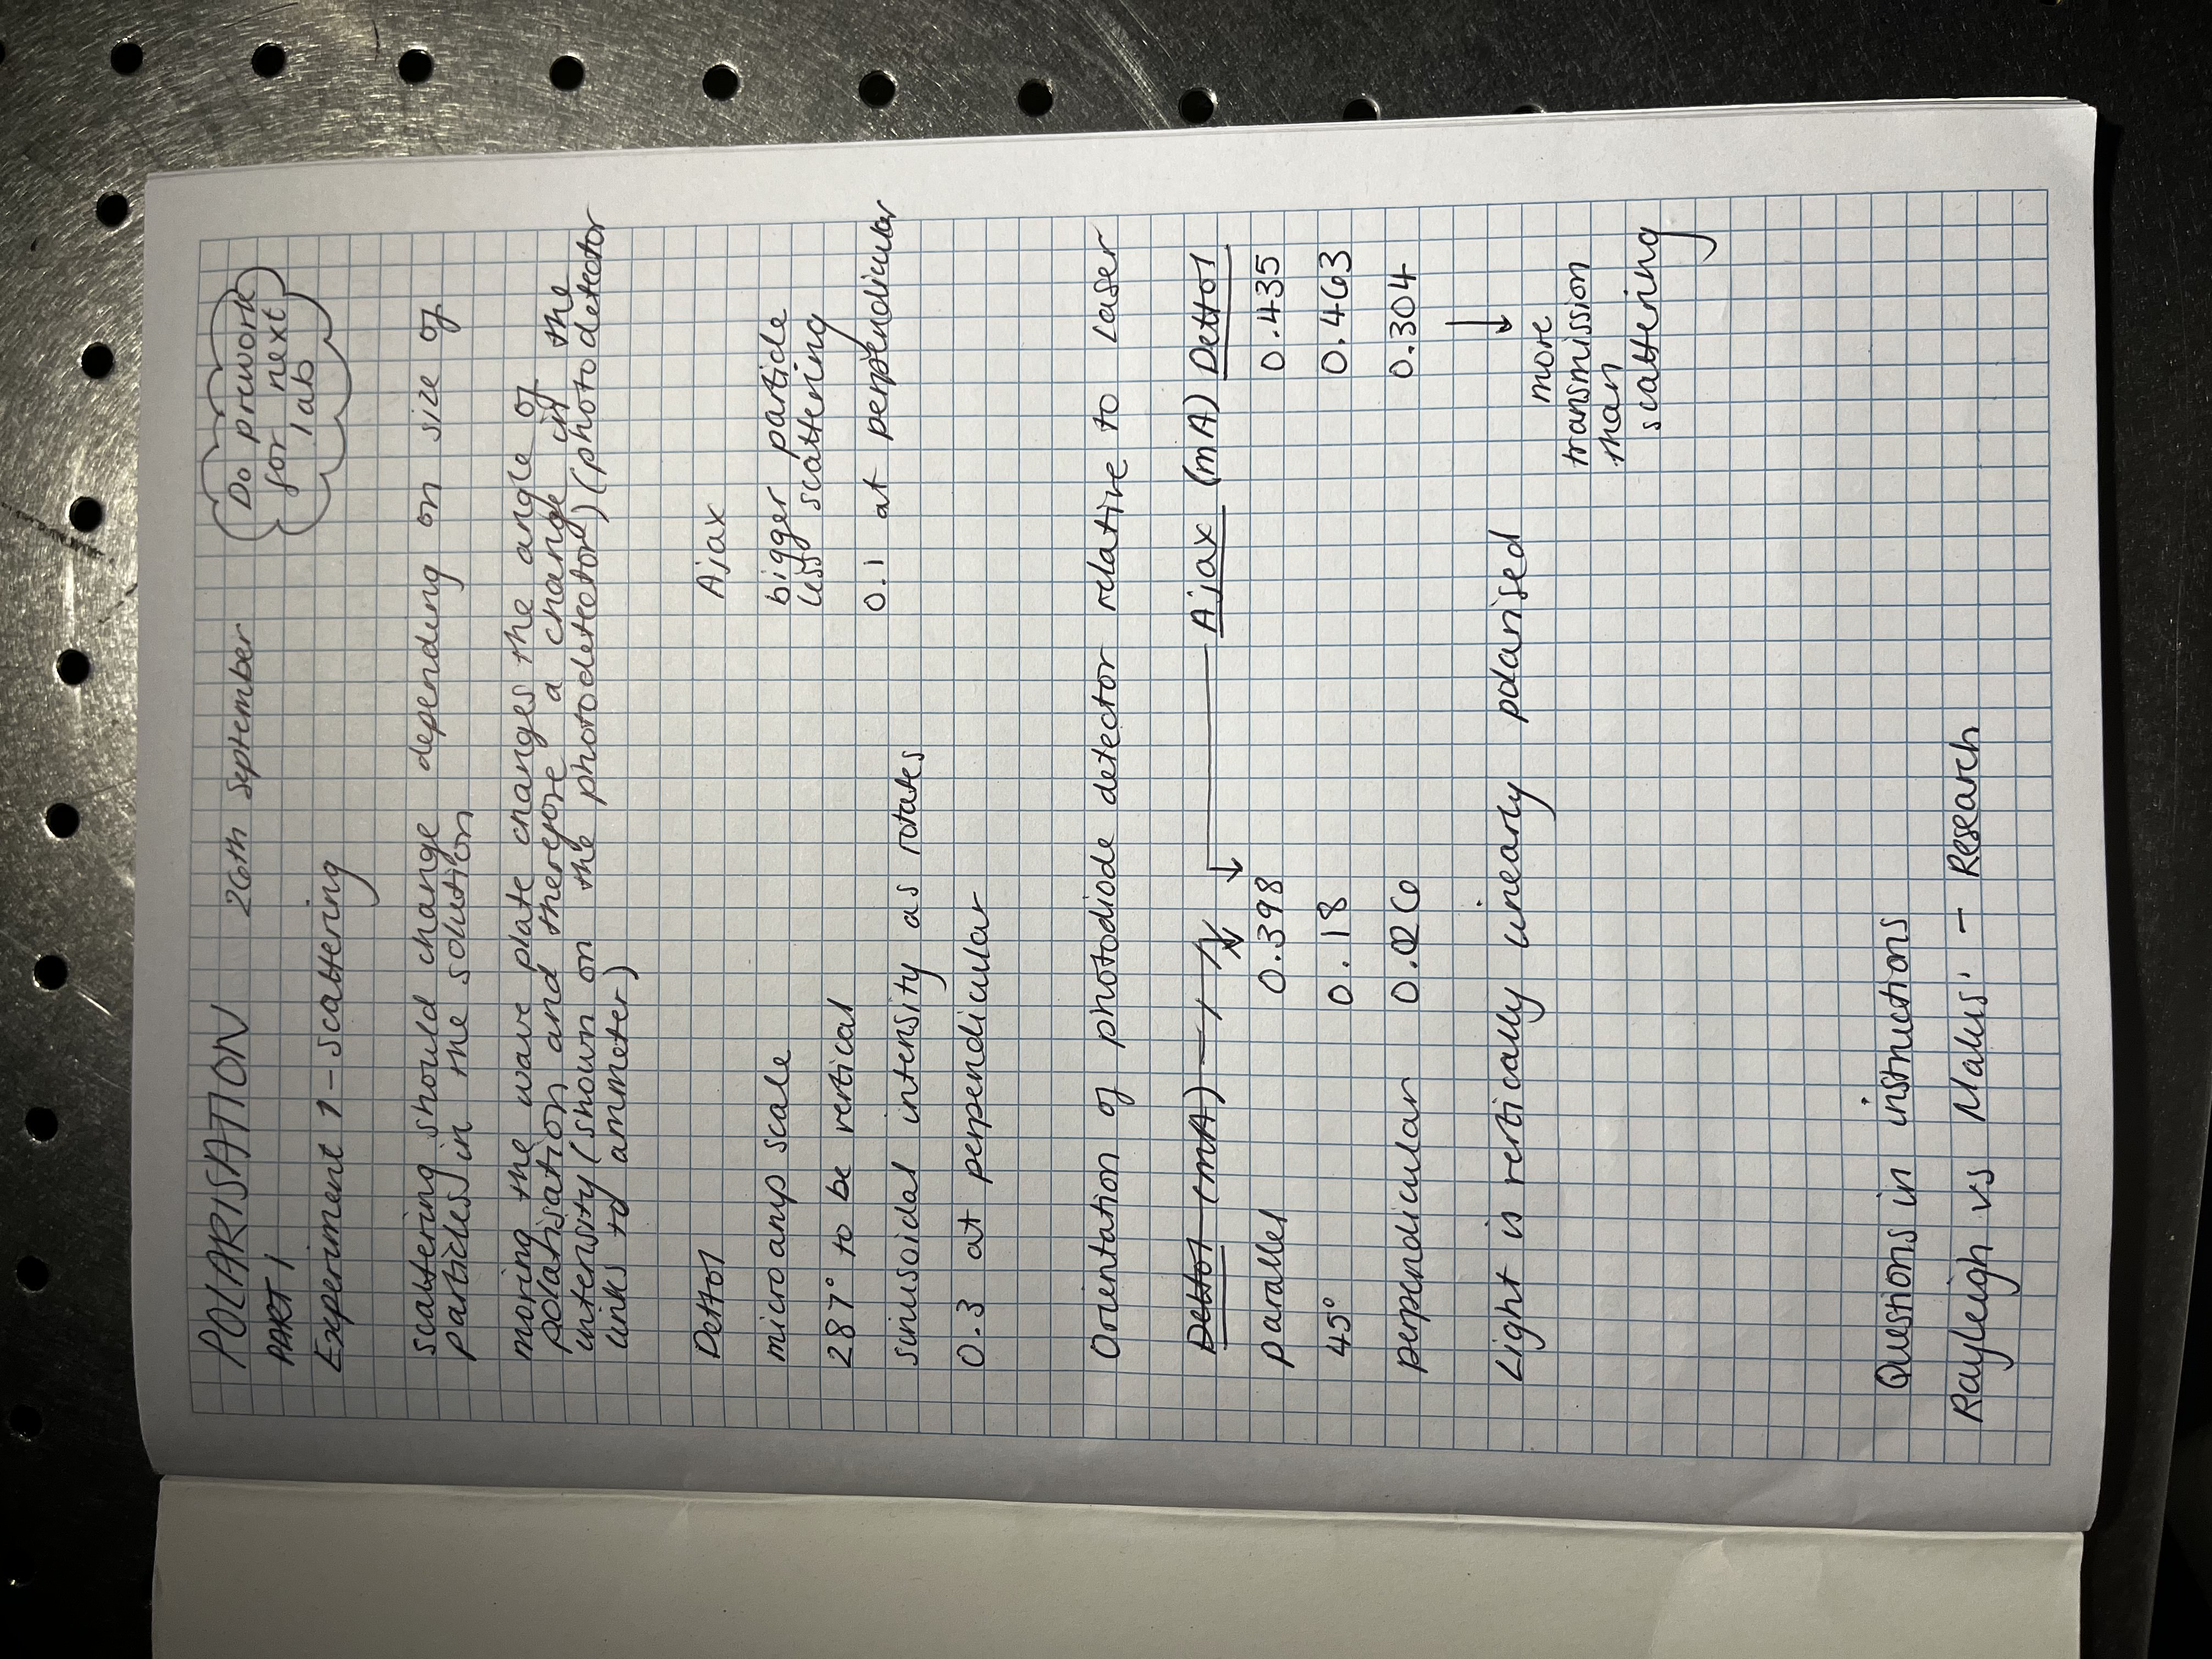 POLARISATION 26th September
Do prework
for next
lab
PART 1
Experiment 1 - Scattering
scattering should change depending on size of
particles in the solution
moving the wave plate changes the angle of
polarisation and therefore a change in the
intensity (shown on the photodetector) (photodetector
links to ammeter)
Dettol
microamp scale
287° to be vertical
sinusoidal intensity as rotates
0.3 at perpendicular
Ajax
bigger particle
less scattering
0.1 at perpendicular
Orientation of photodiode detector relative to laser
Dettol (mA) Ajax (mA) Dettol
parallel 0.398 0.435
45° 0.18 0.463
perpendicular 0.026 0.304
Light is vertically linearly polarised
more
transmission
than
scattering
Questions in instructions
Rayleigh vs Malus' - Research